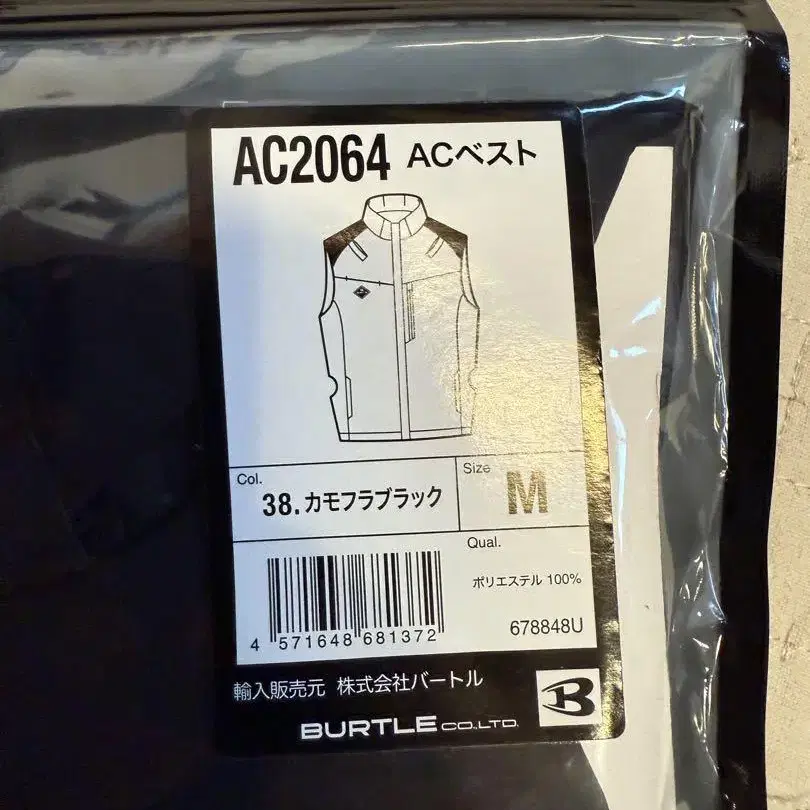 AC2064 ACベスト
Col.
38.カモフラブラック
Size
M
Qual.
ポリエステル 100%
678848U
4 571648 681372
輸入販売元 株式会社バートル
BURTLE CO.,LTD.